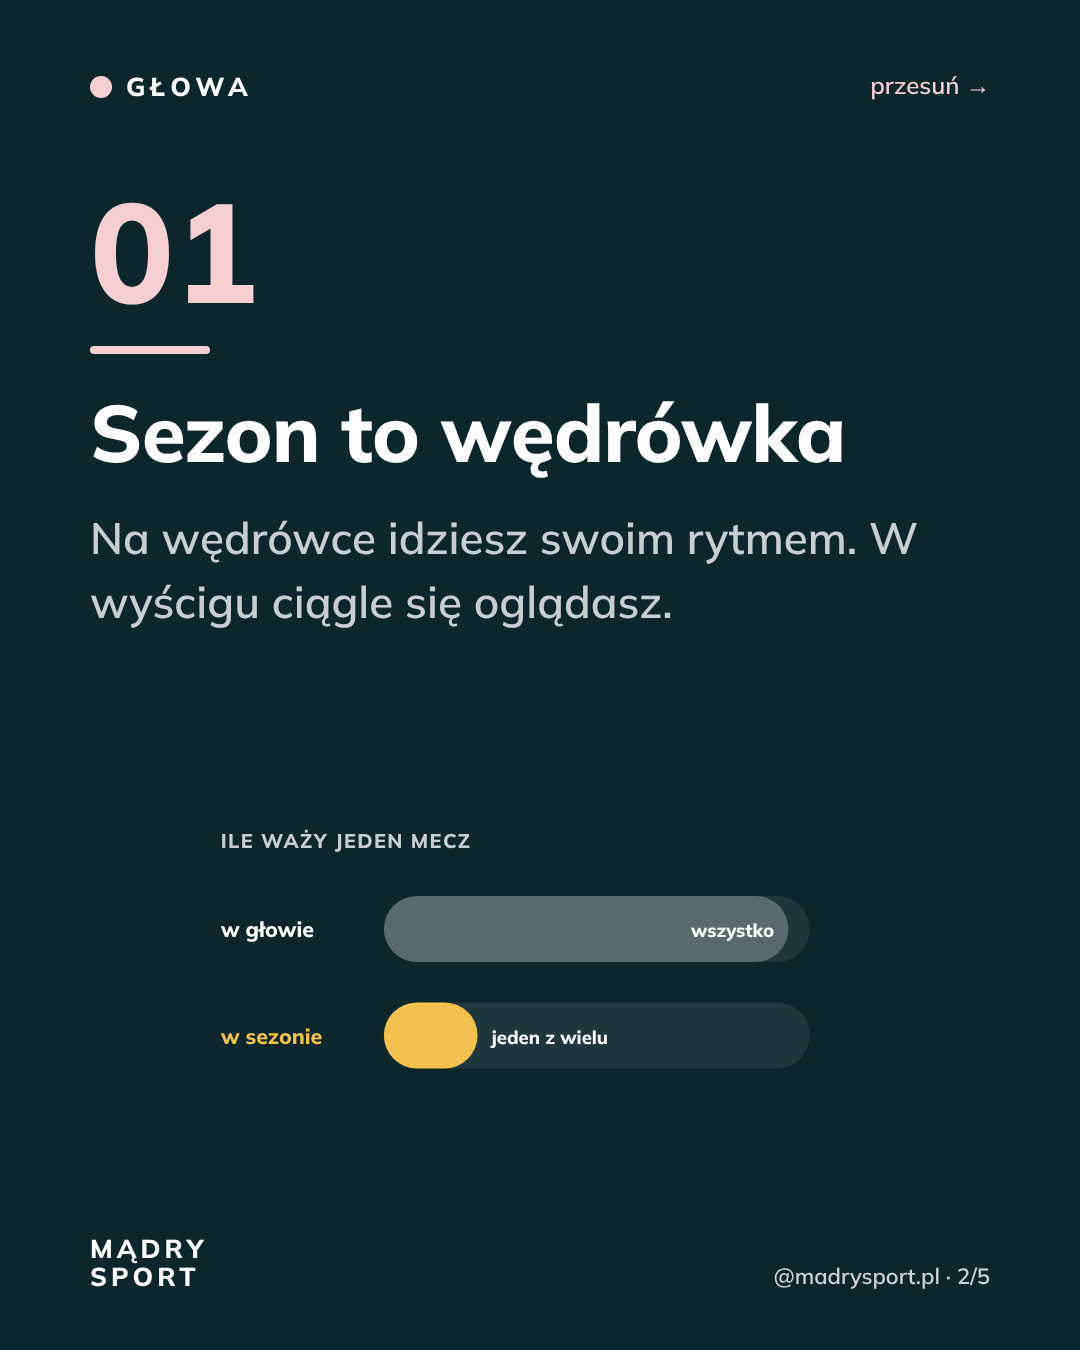 GŁOWA
przesuń →
01
Sezon to wędrówka
Na wędrówce idziesz swoim rytmem. W
wyścigu ciągle się oglądasz.
ILE WAŻY JEDEN MECZ
w głowie
wszystko
w sezonie
jeden z wielu
MĄDRY
SPORT
@madrysport.pl · 2/5